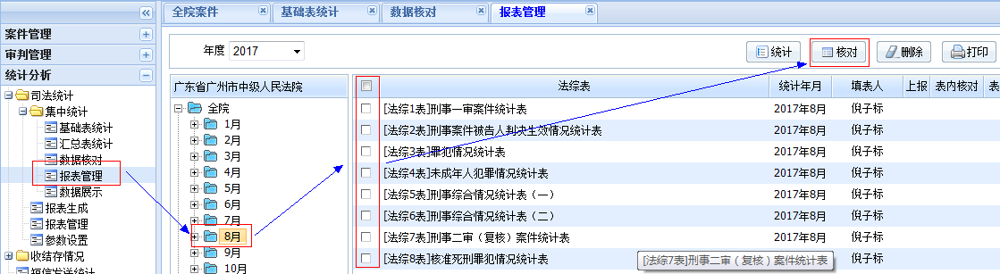 全院案件
基础表统计
数据核对
报表管理
案件管理
审判管理
统计分析
司法统计
集中统计
基础表统计
汇总表统计
数据核对
报表管理
数据展示
报表生成
报表管理
参数设置
收结存情况
短信发送统计
年度 2017
统计
核对
删除
打印
广东省广州市中级人民法院
全院
1月
2月
3月
4月
5月
6月
7月
8月
9月
10月
法综表 统计年月 填表人 上报 表内核对 表
[法综1表]刑事一审案件统计表 2017年8月 倪子标
[法综2表]刑事案件被告人判决生效情况统计表 2017年8月 倪子标
[法综3表]罪犯情况统计表 2017年8月 倪子标
[法综4表]未成年人犯罪情况统计表 2017年8月 倪子标
[法综5表]刑事综合情况统计表（一） 2017年8月 倪子标
[法综6表]刑事综合情况统计表（二） 2017年8月 倪子标
[法综7表]刑事二审（复核）案件统计表 2017年8月 倪子标
[法综8表]核准死刑罪犯情况统计表 2017年8月 倪子标
[法综7表]刑事二审（复核）案件统计表